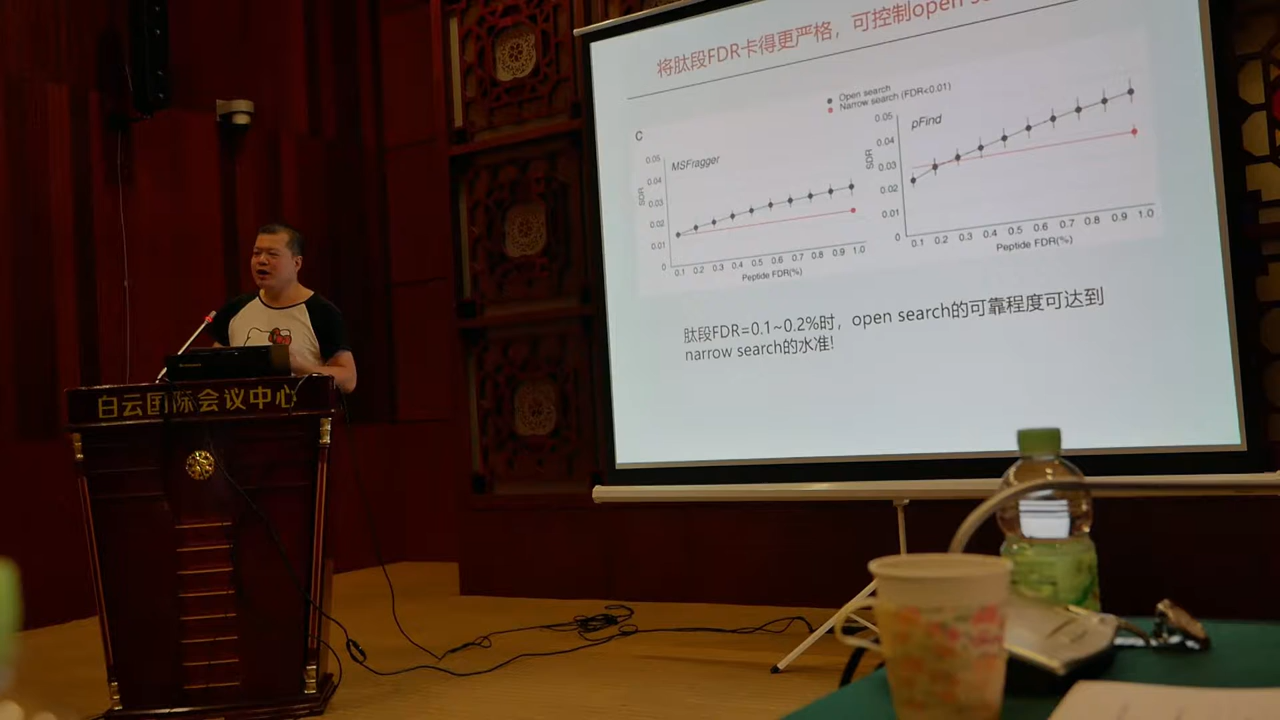 将肽段FDR卡得更严格，可控制open
Open search
Narrow search (FDR<0.01)
C
MSFragger
SDR
0.05
0.04
0.03
0.02
0.01
0
0.1 0.2 0.3 0.4 0.5 0.6 0.7 0.8 0.9 1.0
Peptide FDR(%)
pFind
SDR
0.05
0.04
0.03
0.02
0.01
0
0.1 0.2 0.3 0.4 0.5 0.6 0.7 0.8 0.9 1.0
Peptide FDR(%)
肽段FDR=0.1~0.2%时，open search的可靠程度可达到
narrow search的水准!
白云国际会议中心